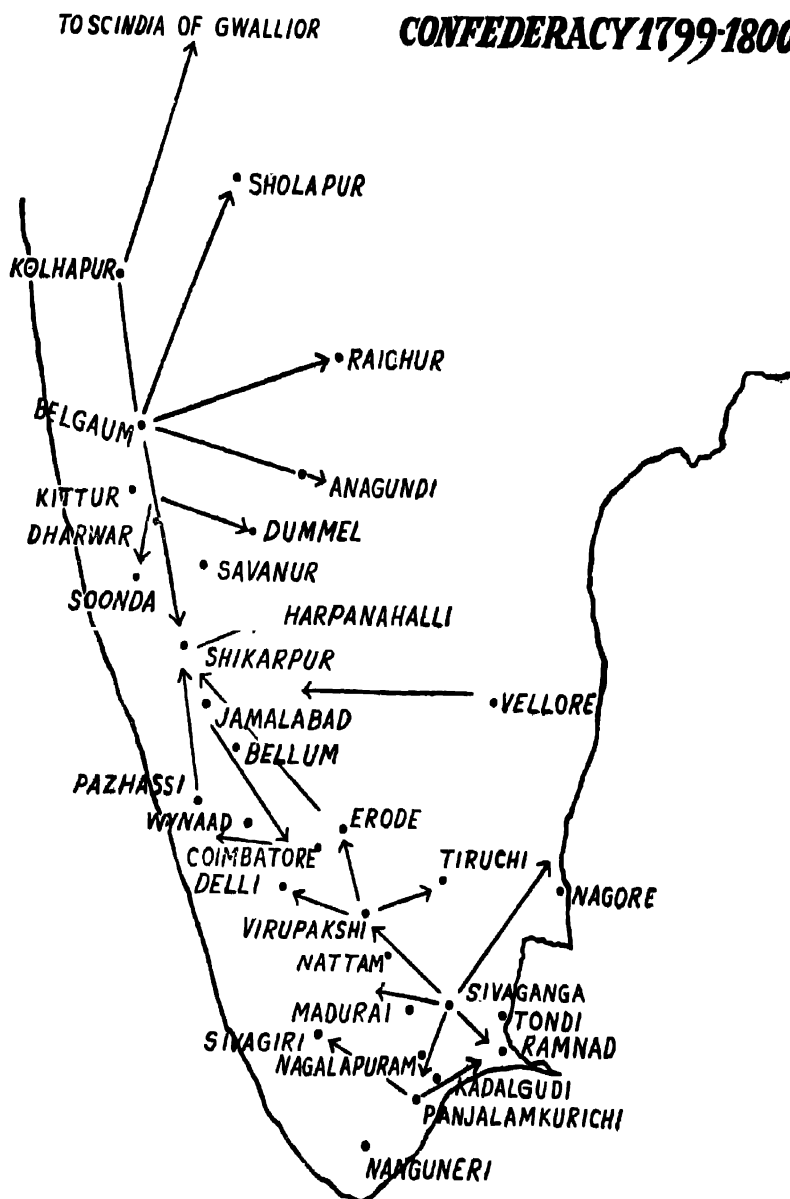 TO SCINDIA OF GWALLIOR
CONFEDERACY 1799-1800
SHOLAPUR
KOLHAPUR
RAICHUR
BELGAUM
ANAGUNDI
KITTUR
DHARWAR
DUMMEL
SAVANUR
SOONDA
HARPANAHALLI
SHIKARPUR
VELLORE
JAMALABAD
BELLUM
PAZHASSI
WYNAAD
ERODE
COIMBATORE
TIRUCHI
DELLI
NAGORE
VIRUPAKSHI
NATTAM
SIVAGANGA
MADURAI
TONDI
SIVAGIRI
RAMNAD
NAGALAPURAM
KADALGUDI
PANJALAMKURICHI
NANGUNERI